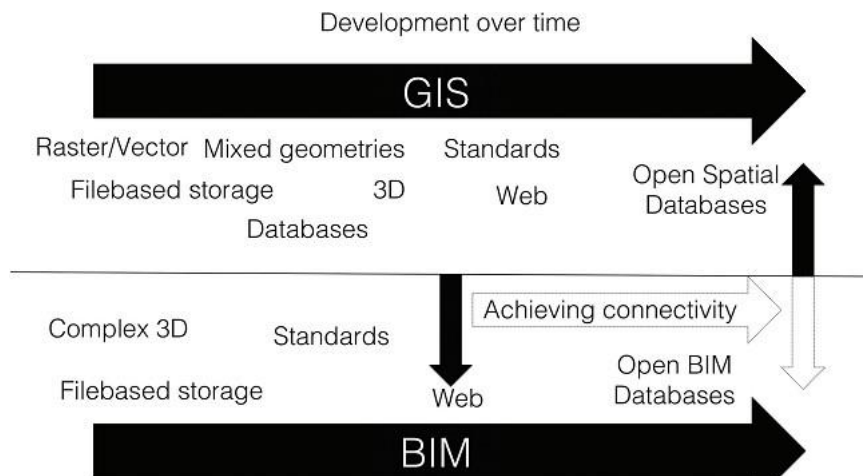 Development over time
GIS
Raster/Vector Mixed geometries Standards
Filebased storage 3D Web Open Spatial
Databases
Databases
Achieving connectivity
Complex 3D Standards
Open BIM
Databases
Filebased storage Web
BIM